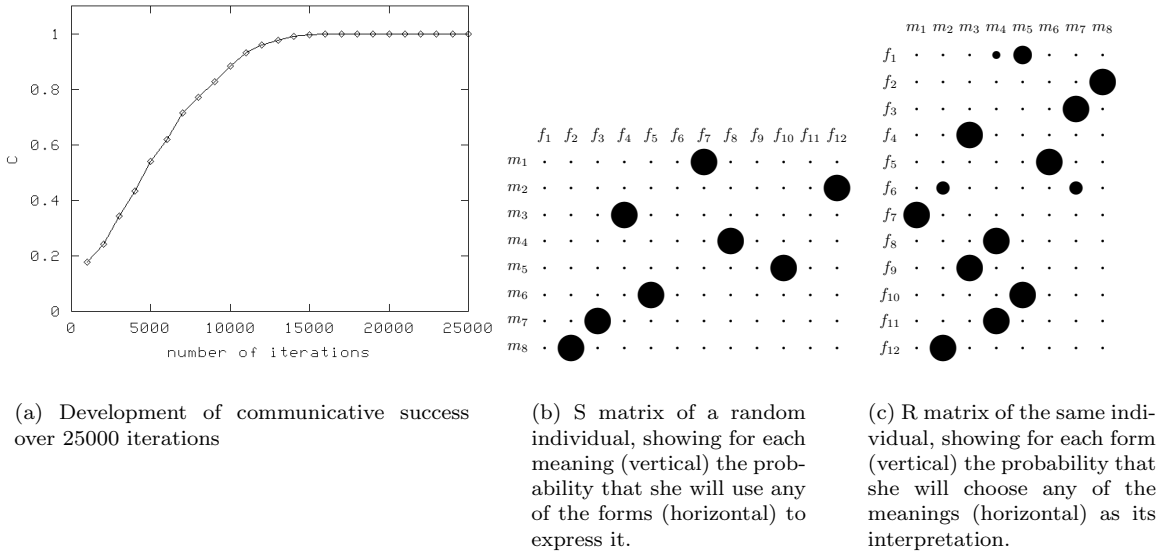 1
0.8
0.6
0.4
0.2
0
C
0 5000 10000 15000 20000 25000
number of iterations
(a) Development of communicative success
over 25000 iterations
f1 f2 f3 f4 f5 f6 f7 f8 f9 f10 f11 f12
m1
m2
m3
m4
m5
m6
m7
m8
(b) S matrix of a random
individual, showing for each
meaning (vertical) the prob-
ability that she will use any
of the forms (horizontal) to
express it.
m1 m2 m3 m4 m5 m6 m7 m8
f1
f2
f3
f4
f5
f6
f7
f8
f9
f10
f11
f12
(c) R matrix of the same indi-
vidual, showing for each form
(vertical) the probability that
she will choose any of the
meanings (horizontal) as its
interpretation.